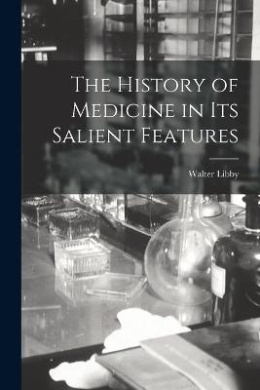 The History of
Medicine in Its
Salient Features
Walter Libby